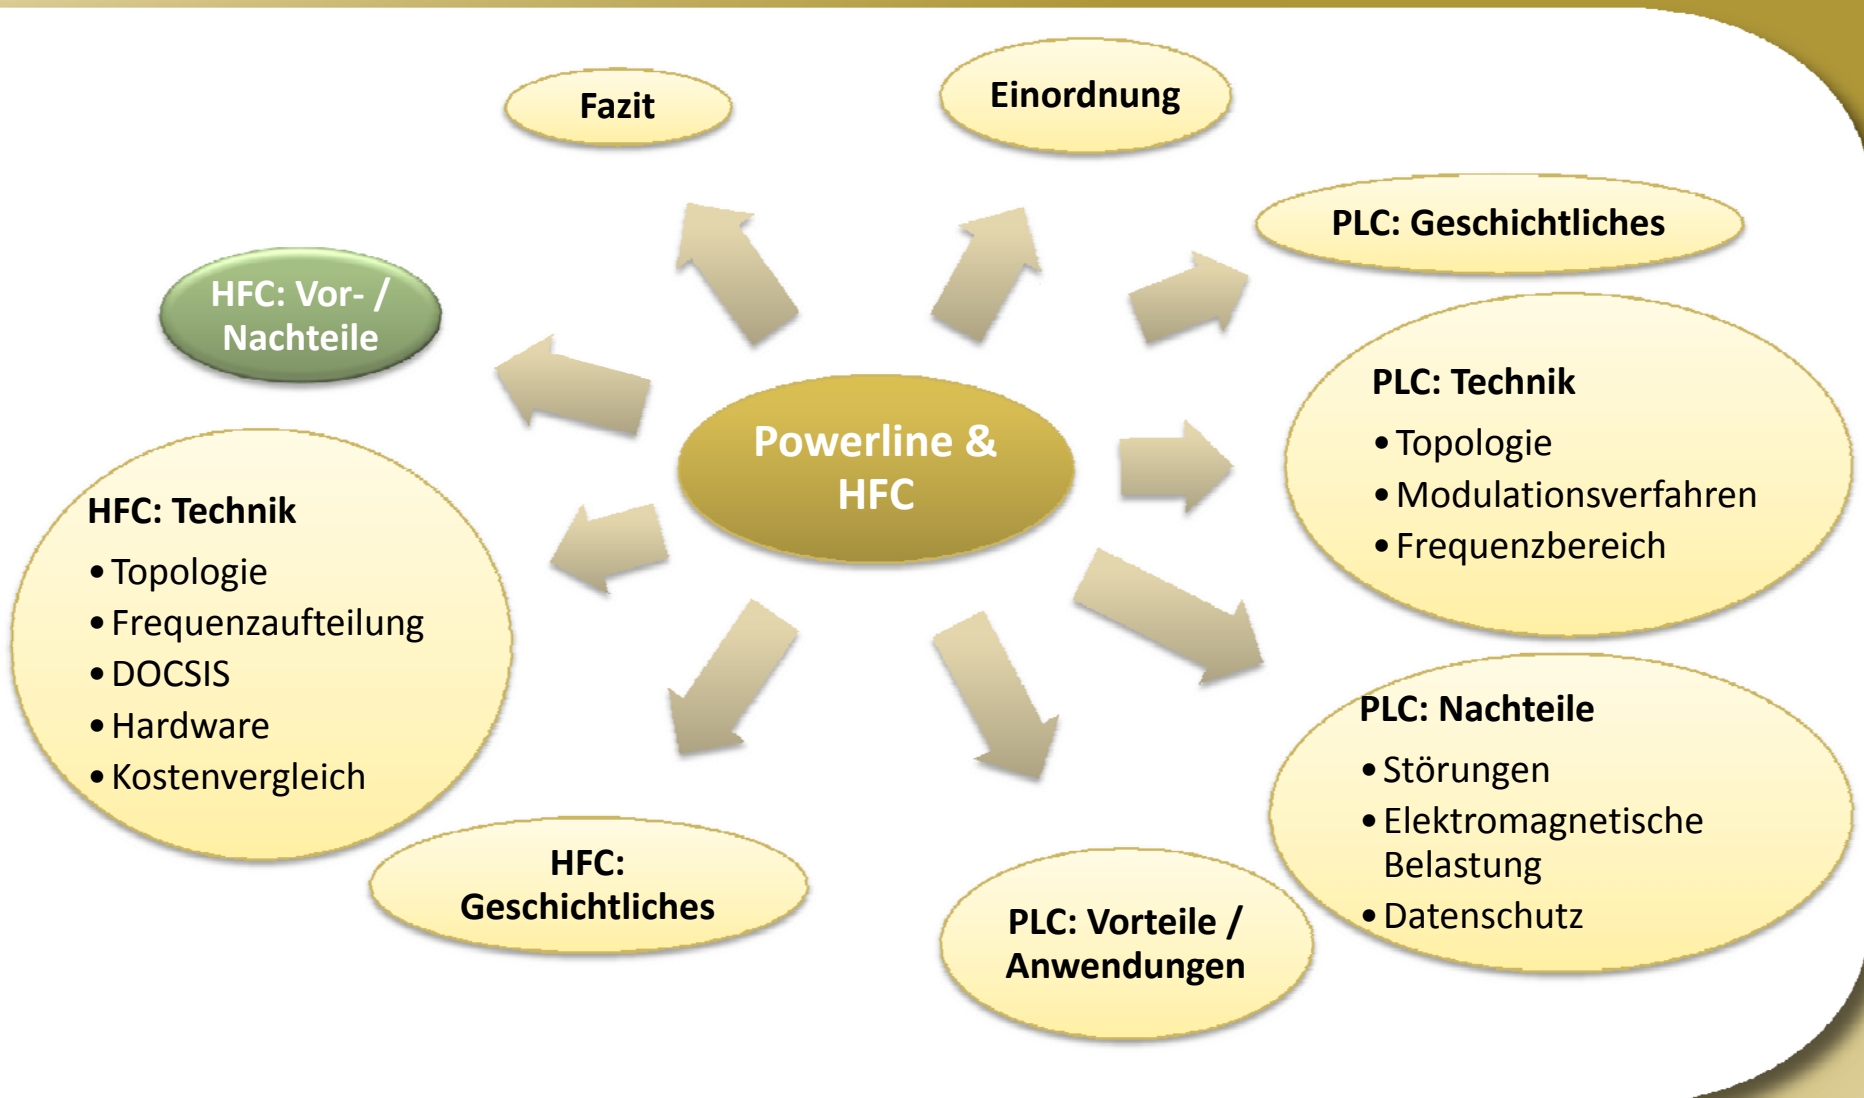 Fazit
Einordnung
PLC: Geschichtliches
HFC: Vor- /
Nachteile
PLC: Technik
• Topologie
• Modulationsverfahren
• Frequenzbereich
Powerline &
HFC
HFC: Technik
• Topologie
• Frequenzaufteilung
• DOCSIS
• Hardware
• Kostenvergleich
PLC: Nachteile
• Störungen
• Elektromagnetische
Belastung
• Datenschutz
HFC:
Geschichtliches
PLC: Vorteile /
Anwendungen